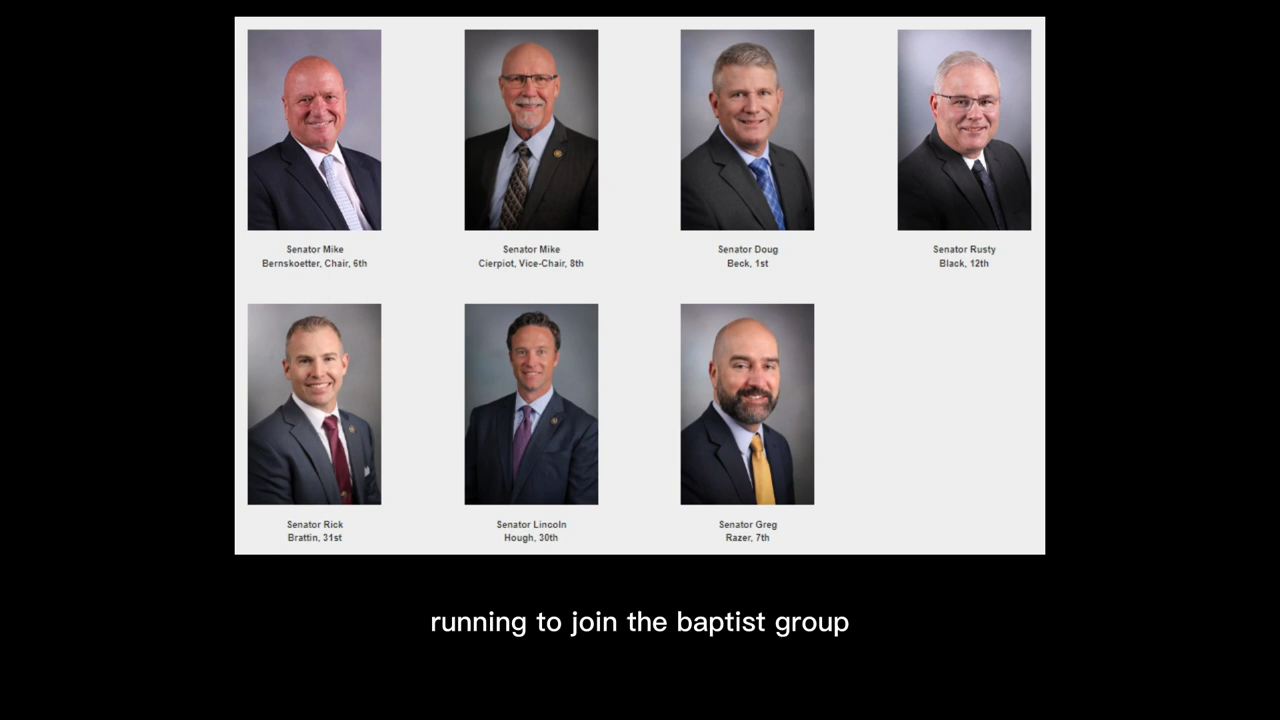 Senator Mike
Bernskoetter, Chair, 6th
Senator Mike
Cierpiot, Vice-Chair, 8th
Senator Doug
Beck, 1st
Senator Rusty
Black, 12th
Senator Rick
Brattin, 31st
Senator Lincoln
Hough, 30th
Senator Greg
Razer, 7th
running to join the baptist group